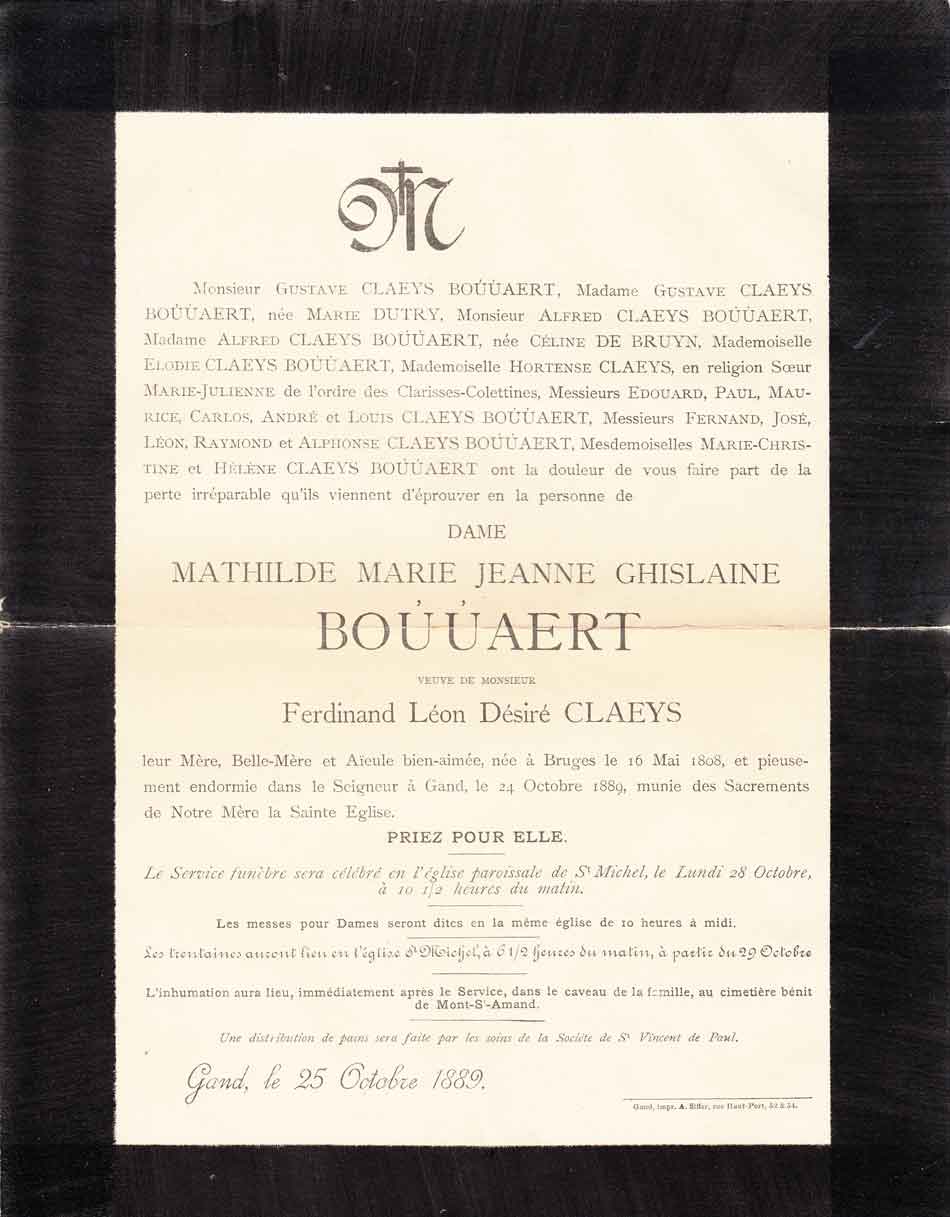 M
Monsieur GUSTAVE CLAEYS BOÚÚAERT, Madame GUSTAVE CLAEYS
BOÚÚAERT, née MARIE DUTRY, Monsieur ALFRED CLAEYS BOÚÚAERT,
Madame ALFRED CLAEYS BOÚÚAERT, née CÉLINE DE BRUYN, Mademoiselle
ELODIE CLAEYS BOÚÚAERT, Mademoiselle HORTENSE CLAEYS, en religion Sœur
MARIE-JULIENNE de l'ordre des Clarisses-Colettines, Messieurs EDOUARD, PAUL, MAU-
RICE, CARLOS, ANDRÉ et LOUIS CLAEYS BOÚÚAERT, Messieurs FERNAND, JOSÉ,
LÉON, RAYMOND et ALPHONSE CLAEYS BOÚÚAERT, Mesdemoiselles MARIE-CHRIS-
TINE et HÉLÈNE CLAEYS BOÚÚAERT ont la douleur de vous faire part de la
perte irréparable qu'ils viennent d'éprouver en la personne de
DAME
MATHILDE MARIE JEANNE GHISLAINE
BOÚÚAERT
VEUVE DE MONSIEUR
Ferdinand Léon Désiré CLAEYS
leur Mère, Belle-Mère et Aïeule bien-aimée, née à Bruges le 16 Mai 1808, et pieuse-
ment endormie dans le Seigneur à Gand, le 24 Octobre 1889, munie des Sacrements
de Notre Mère la Sainte Eglise.
PRIEZ POUR ELLE.
Le Service funèbre sera célébré en l'église paroissale de St Michel, le Lundi 28 Octobre,
à 10 1/2 heures du matin.
Les messes pour Dames seront dites en la même église de 10 heures à midi.
Les trentaines auront lieu en l'église St Michel, à 6 1/2 heures du matin, à partir du 29 Octobre
L'inhumation aura lieu, immédiatement après le Service, dans le caveau de la famille, au cimetière bénit
de Mont-St-Amand.
Une distribution de pains sera faite par les soins de la Société de St Vincent de Paul.
Gand, le 25 Octobre 1889.
Gand, impr. A. Siffer, rue Haut-Port, 52 & 54.